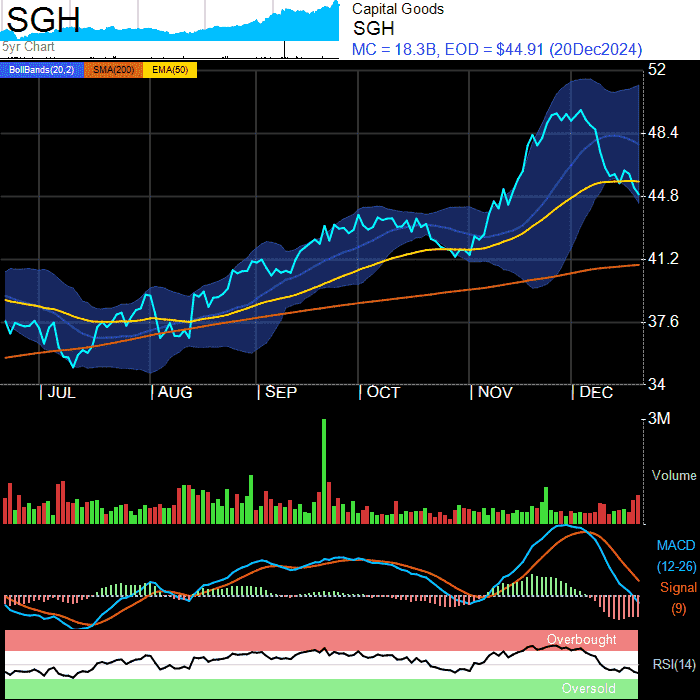 SGH
5yr Chart
Capital Goods
SGH
MC = 18.3B, EOD = $44.91 (20Dec2024)
BollBands(20,2) SMA(200) EMA(50)
52
48.4
44.8
41.2
37.6
34
JUL AUG SEP OCT NOV DEC
3M
Volume
MACD
(12-26)
Signal
(9)
Overbought
RSI(14)
Oversold